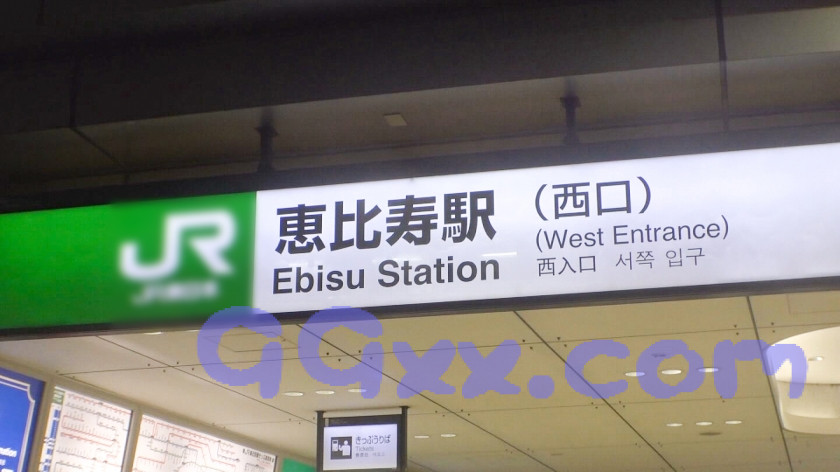 JR
恵比寿駅 (西口)
Ebisu Station (West Entrance)
西入口 서쪽 입구
GGxx.com
きっぷうりば
Tickets